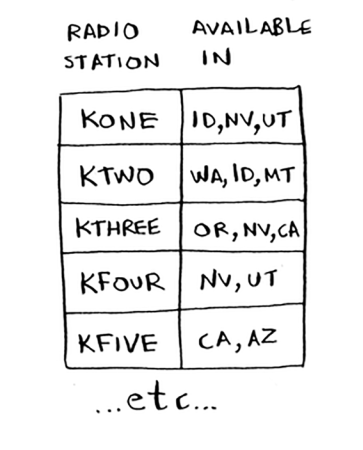 RADIO STATION AVAILABLE IN
KONE ID,NV,UT
KTWO WA, ID,MT
KTHREE OR, NV,CA
KFOUR NV, UT
KFIVE CA, AZ
...etc...